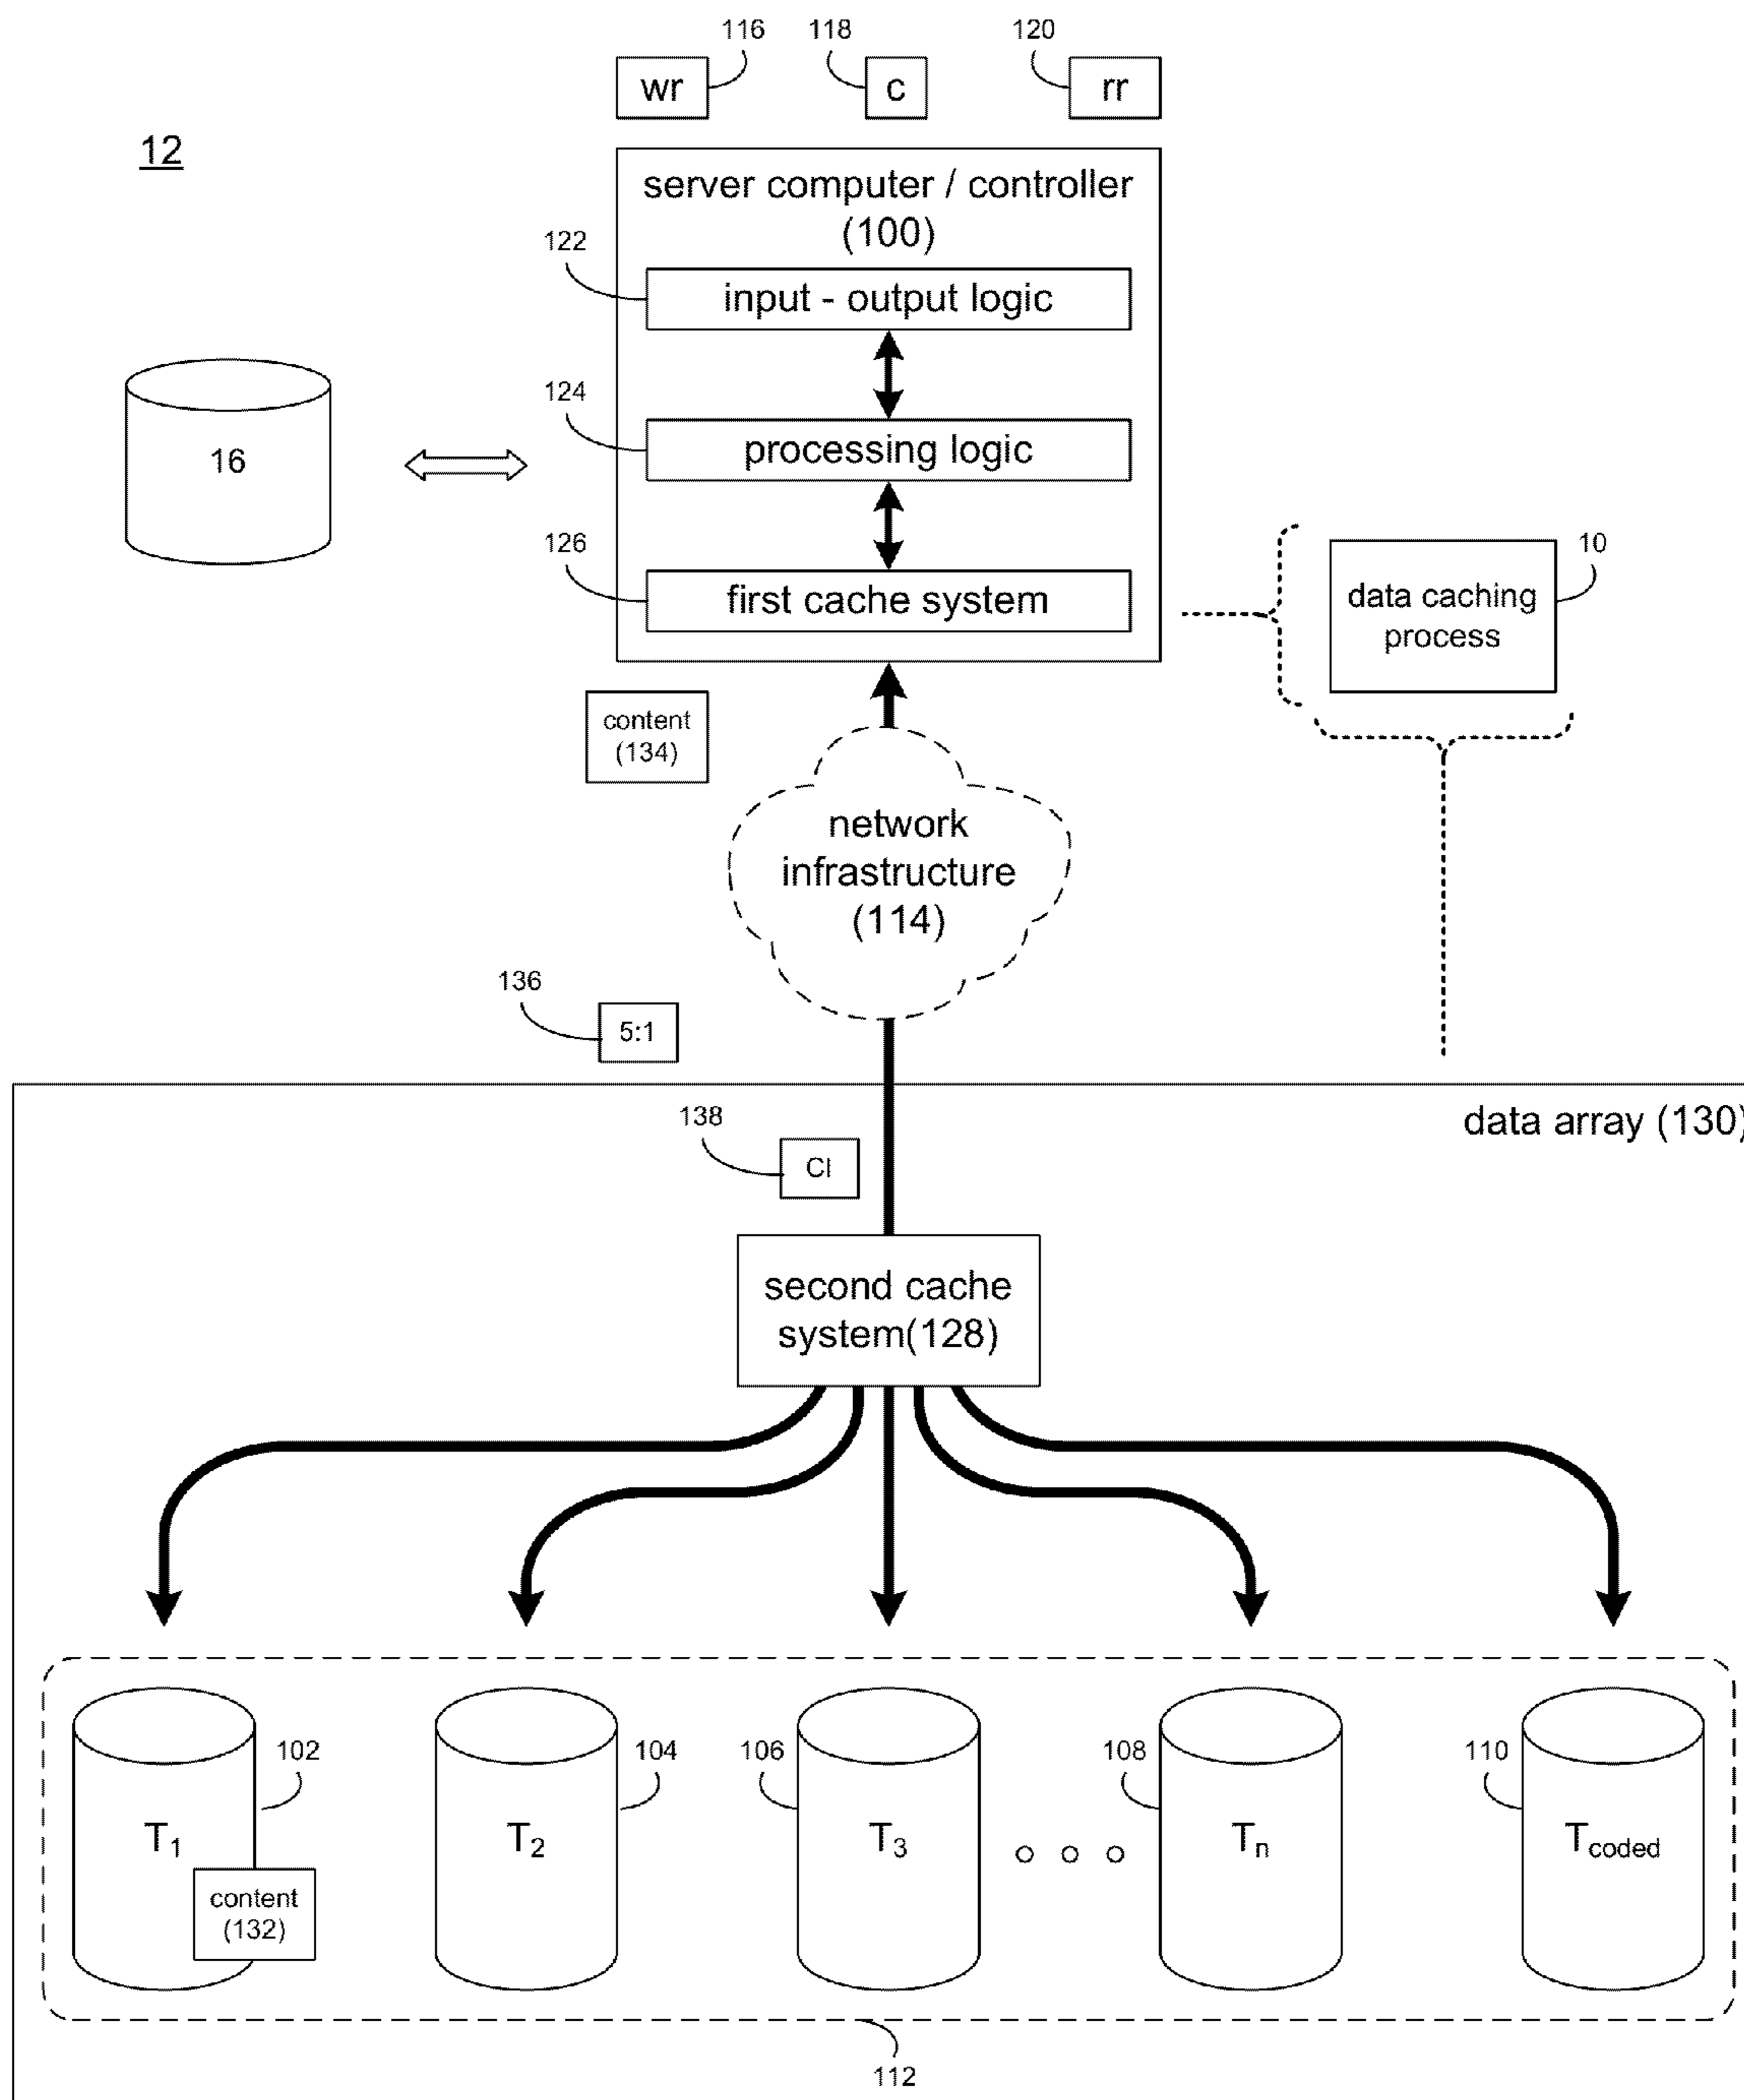 116
118
120
wr
c
rr
12
server computer / controller
(100)
122
input - output logic
124
processing logic
16
126
first cache system
10
data caching
process
content
(134)
network
infrastructure
(114)
136
5:1
data array (130)
138
CI
second cache
system(128)
102
104
106
108
110
T1
T2
T3
Tn
Tcoded
content
(132)
112